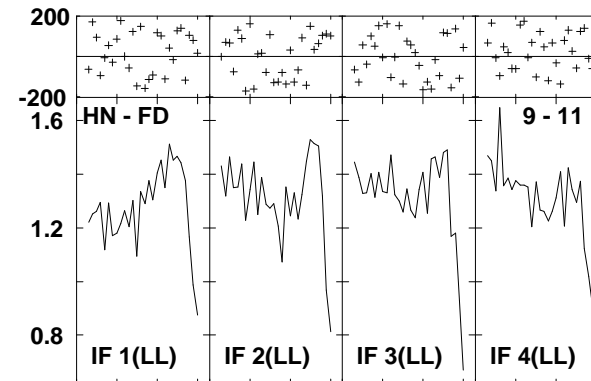 200
-200
HN - FD 9 - 11
1.6
1.2
0.8
IF 1(LL) IF 2(LL) IF 3(LL) IF 4(LL)